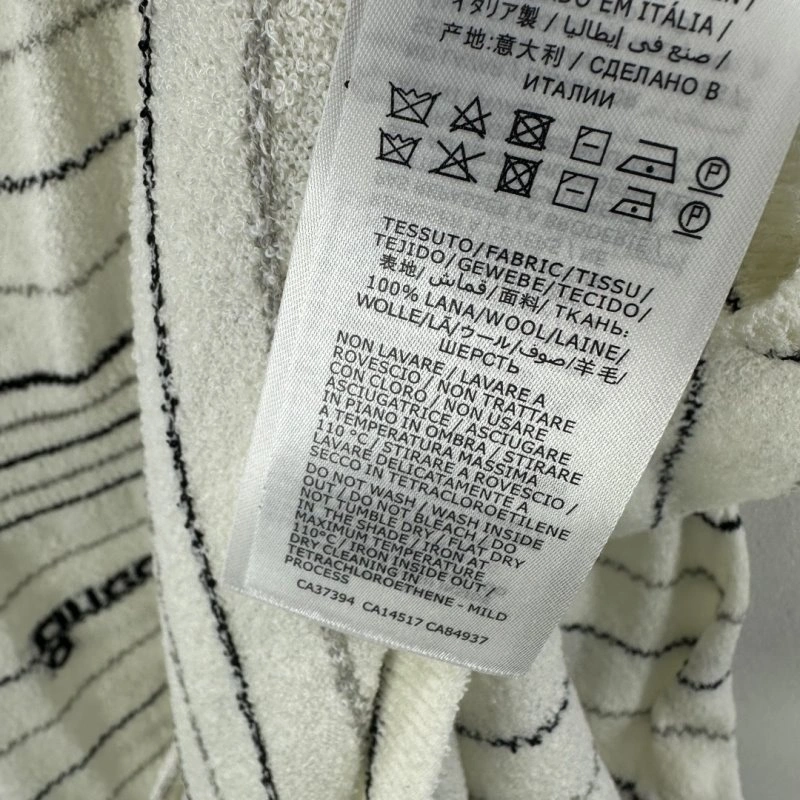 DO EM ITÁLIA /
イタリア製 / صنع في إيطاليا /
产地:意大利 / СДЕЛАНО В
ИТАЛИИ
P
P
TESSUTO/FABRIC/TISSU/
TEJIDO/GEWEBE/TECIDO/
表地/ قماش/面料/ ТКАНЬ:
100% LANA/WOOL/LAINE/
WOLLE/LÃ/ウール/صوف/羊毛/
ШЕРСТЬ
NON LAVARE / LAVARE A
ROVESCIO / NON TRATTARE
CON CLORO / NON USARE
ASCIUGATRICE / ASCIUGARE
IN PIANO IN OMBRA / STIRARE
A TEMPERATURA MASSIMA
110 °C / STIRARE A ROVESCIO /
LAVARE DELICATAMENTE A
SECCO IN TETRACLOROETILENE
DO NOT WASH / WASH INSIDE
OUT / DO NOT BLEACH / DO
NOT TUMBLE DRY / FLAT DRY
IN THE SHADE / IRON AT
MAXIMUM TEMPERATURE
110°C / IRON INSIDE OUT /
DRY CLEANING IN
TETRACHLOROETHENE - MILD
PROCESS
CA37394 CA14517 CA84937
gucc